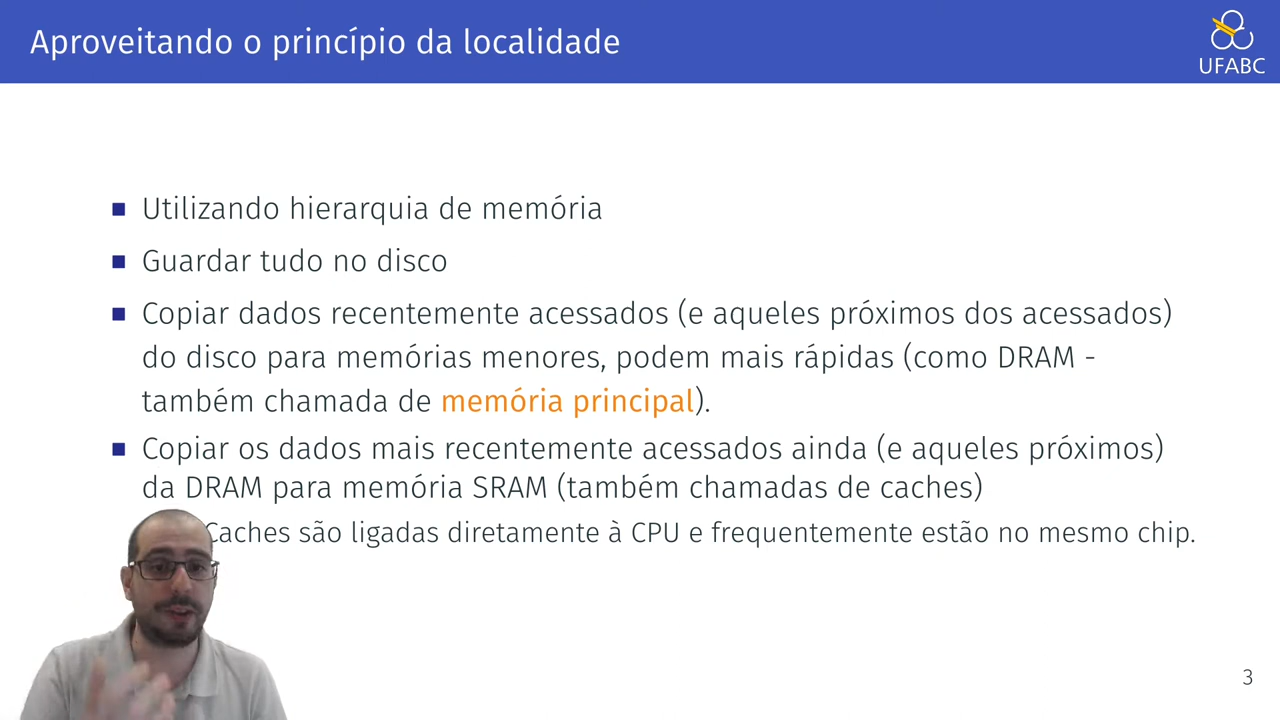 Aproveitando o princípio da localidade
UFABC
Utilizando hierarquia de memória
Guardar tudo no disco
Copiar dados recentemente acessados (e aqueles próximos dos acessados)
do disco para memórias menores, podem mais rápidas (como DRAM -
também chamada de memória principal).
Copiar os dados mais recentemente acessados ainda (e aqueles próximos)
da DRAM para memória SRAM (também chamadas de caches)
Caches são ligadas diretamente à CPU e frequentemente estão no mesmo chip.
3